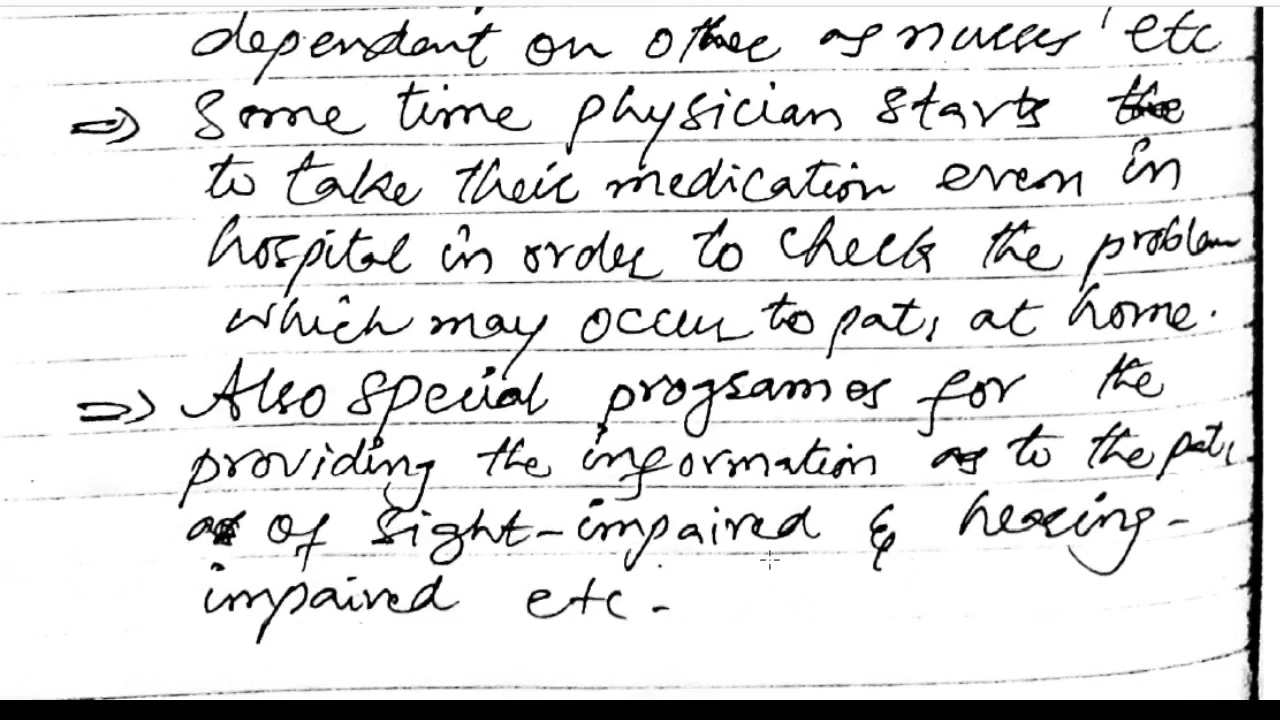 dependent on other as nurses etc
⇒ Some time physician starts the
to take their medication even in
hospital in order to check the problem
which may occur to pat, at home.
⇒ Also special programes for the
providing the information as to the pat,
as of sight-impaired & hearing-
impaired etc.